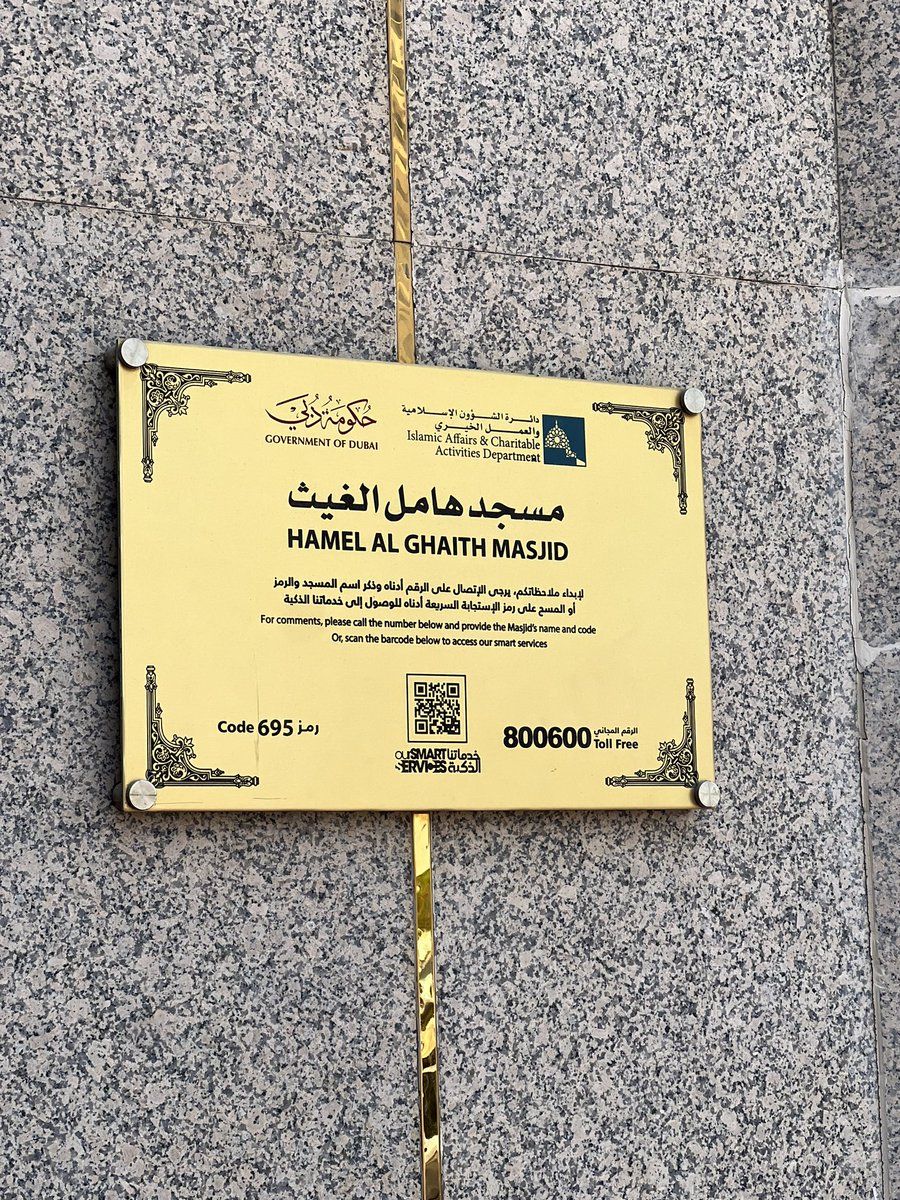 حكومة دبي
GOVERNMENT OF DUBAI
دائرة الشؤون الإسلامية
والعمل الخيري
Islamic Affairs & Charitable
Activities Department
مسجد هامل الغيث
HAMEL AL GHAITH MASJID
لإبداء ملاحظاتكم، يرجى الإتصال على الرقم أدناه وذكر اسم المسجد والرمز
أو المسح على رمز الإستجابة السريعة أدناه للوصول إلى خدماتنا الذكية
For comments, please call the number below and provide the Masjid's name and code
Or, scan the barcode below to access our smart services
Code 695 رمز
ourSMART خدماتنا
SERVICES الذكية
800600 الرقم المجاني
Toll Free